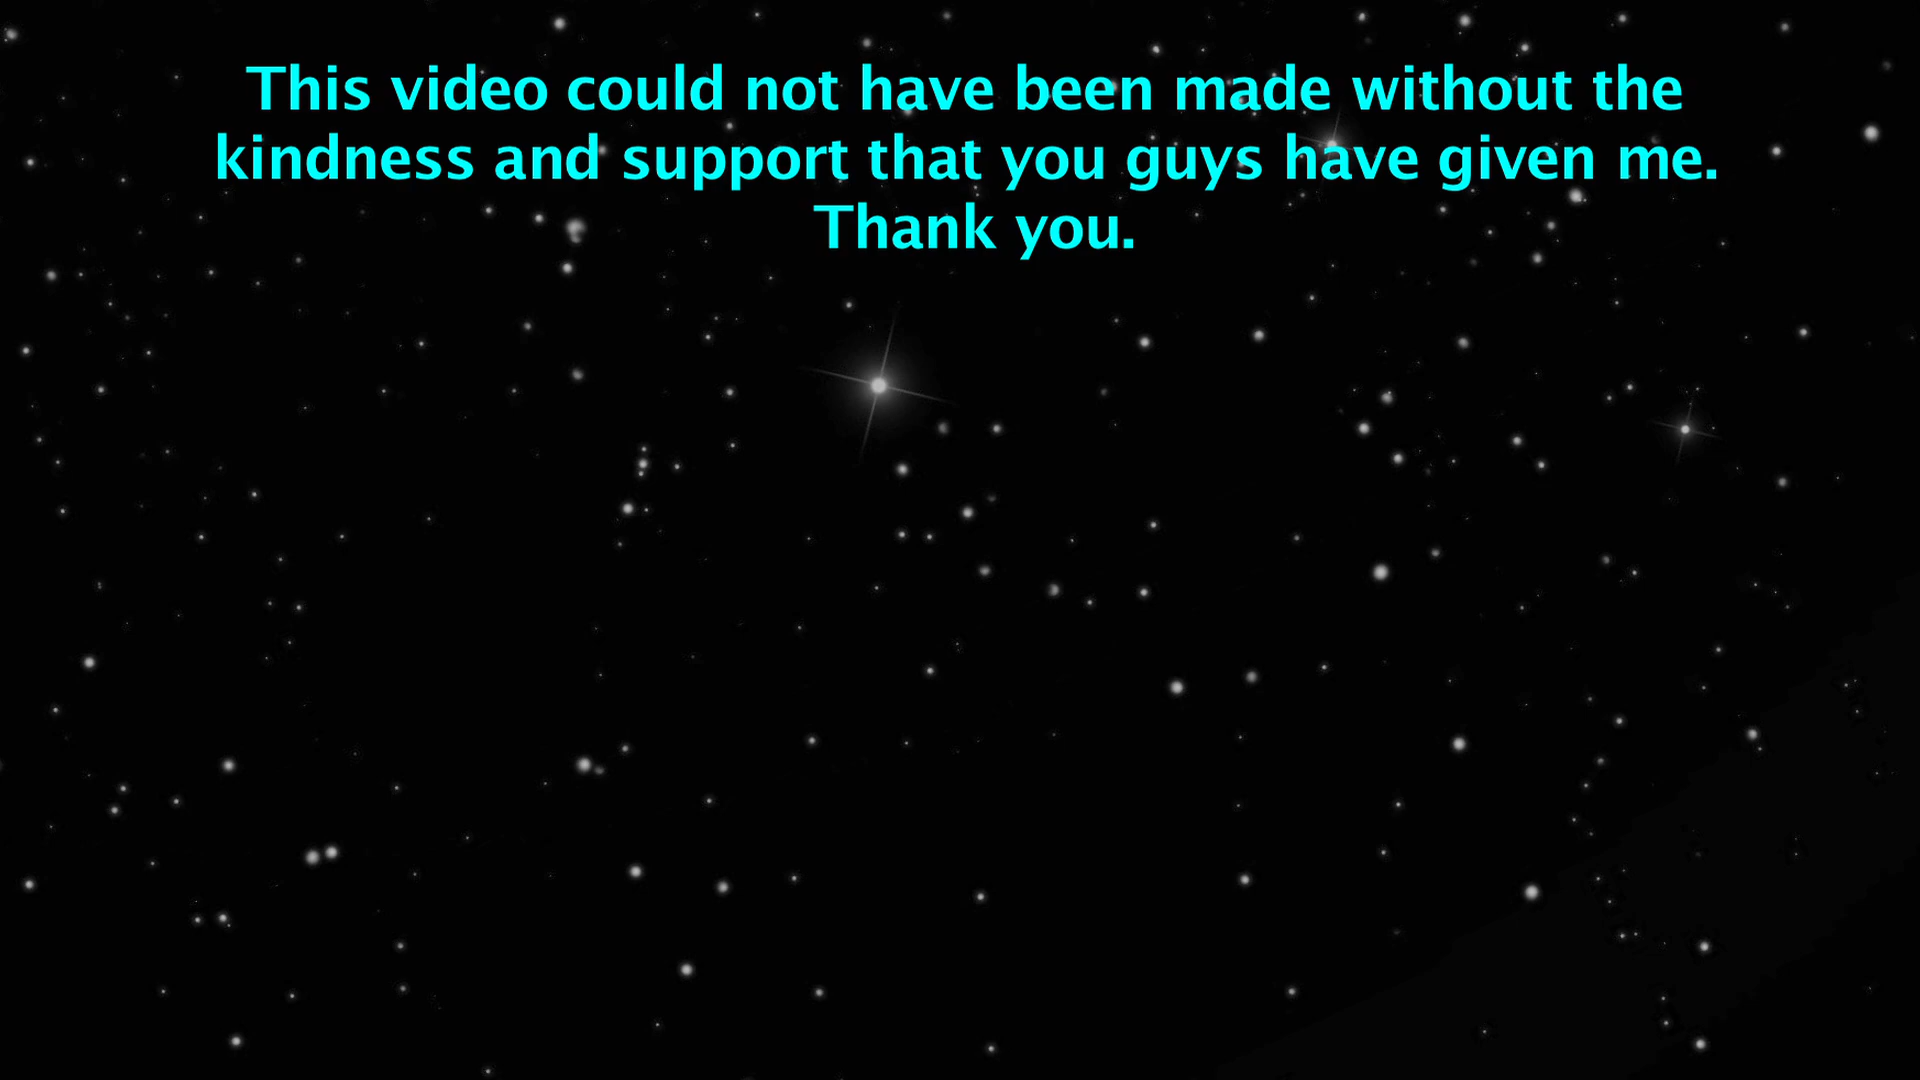 This video could not have been made without the
kindness and support that you guys have given me.
Thank you.